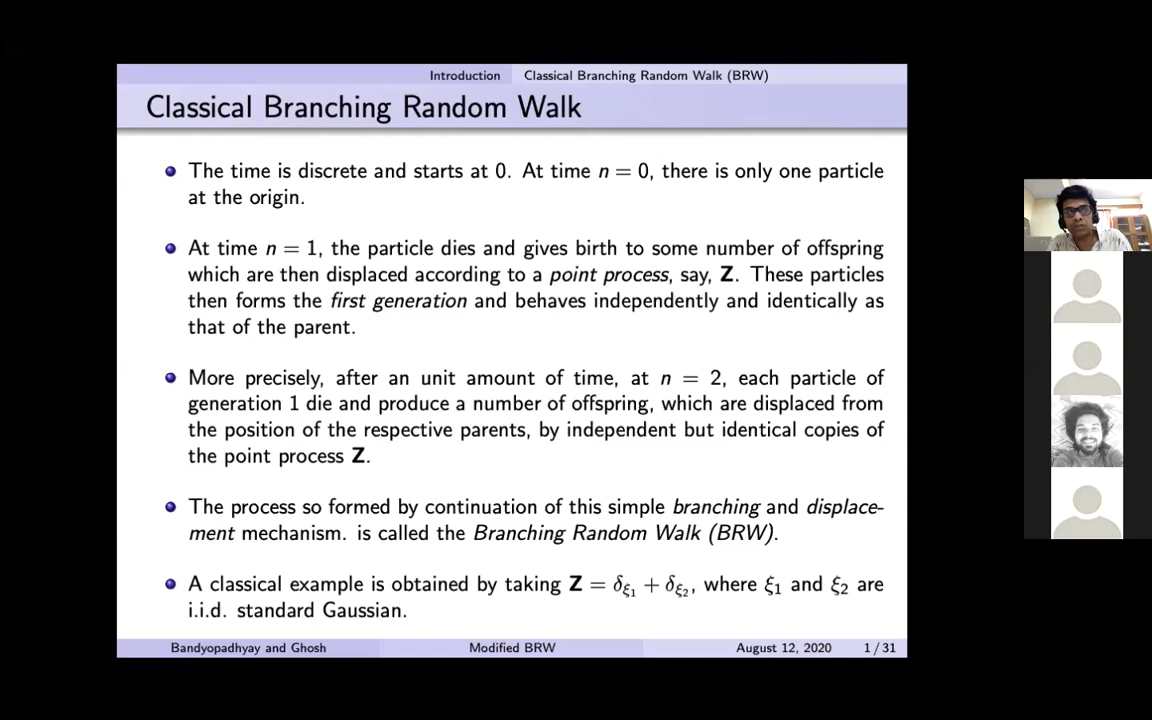 Introduction Classical Branching Random Walk (BRW)
Classical Branching Random Walk
The time is discrete and starts at 0. At time n = 0, there is only one particle
at the origin.
At time n = 1, the particle dies and gives birth to some number of offspring
which are then displaced according to a point process, say, Z. These particles
then forms the first generation and behaves independently and identically as
that of the parent.
More precisely, after an unit amount of time, at n = 2, each particle of
generation 1 die and produce a number of offspring, which are displaced from
the position of the respective parents, by independent but identical copies of
the point process Z.
The process so formed by continuation of this simple branching and displace-
ment mechanism. is called the Branching Random Walk (BRW).
A classical example is obtained by taking Z = δ_ξ₁ + δ_ξ₂, where ξ₁ and ξ₂ are
i.i.d. standard Gaussian.
Bandyopadhyay and Ghosh Modified BRW August 12, 2020 1 / 31